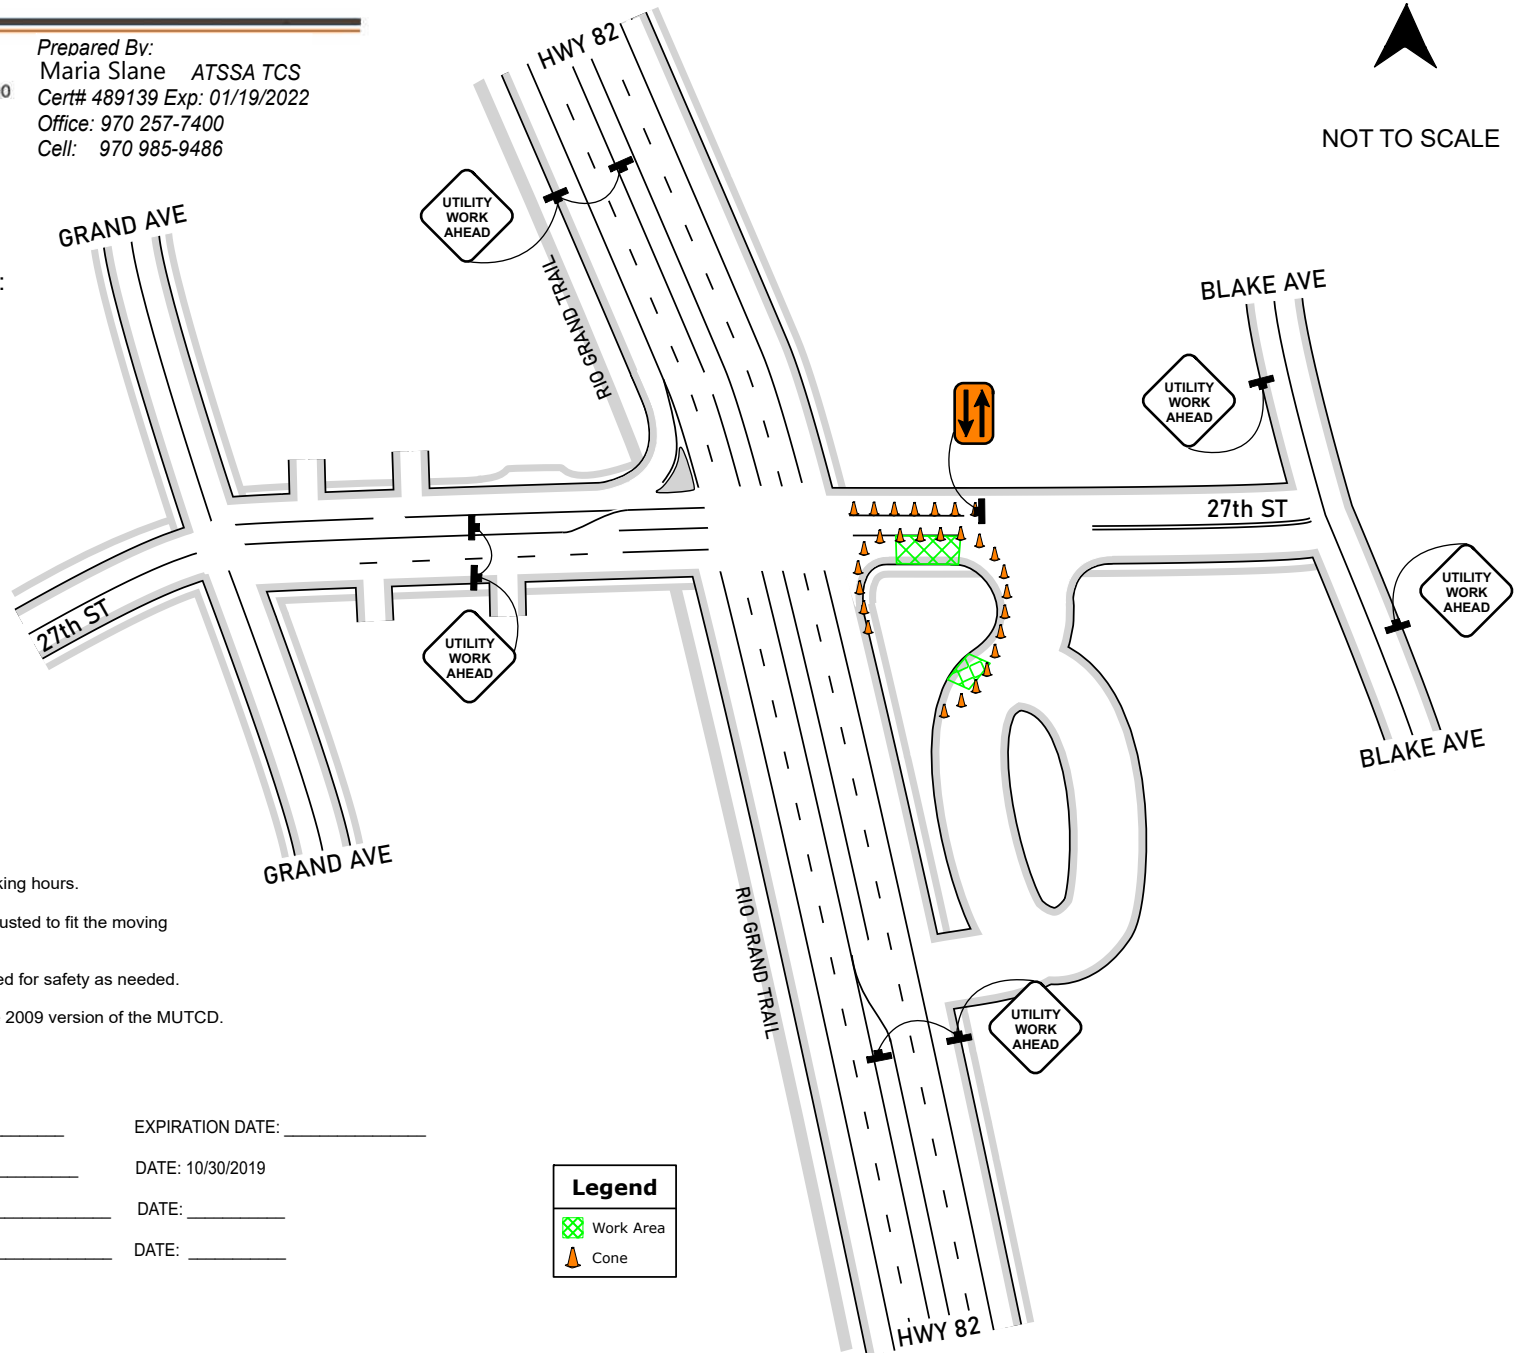 Prepared By:
Maria Slane ATSSA TCS
Cert# 489139 Exp: 01/19/2022
Office: 970 257-7400
Cell: 970 985-9486
0
:
HWY 82
NOT TO SCALE
GRAND AVE
UTILITY
WORK
AHEAD
RIO GRAND TRAIL
BLAKE AVE
UTILITY
WORK
AHEAD
27th ST
27th ST
UTILITY
WORK
AHEAD
UTILITY
WORK
AHEAD
BLAKE AVE
GRAND AVE
RIO GRAND TRAIL
UTILITY
WORK
AHEAD
king hours.
usted to fit the moving
ed for safety as needed.
2009 version of the MUTCD.
EXPIRATION DATE:
DATE: 10/30/2019
DATE:
DATE:
Legend
Work Area
Cone
HWY 82